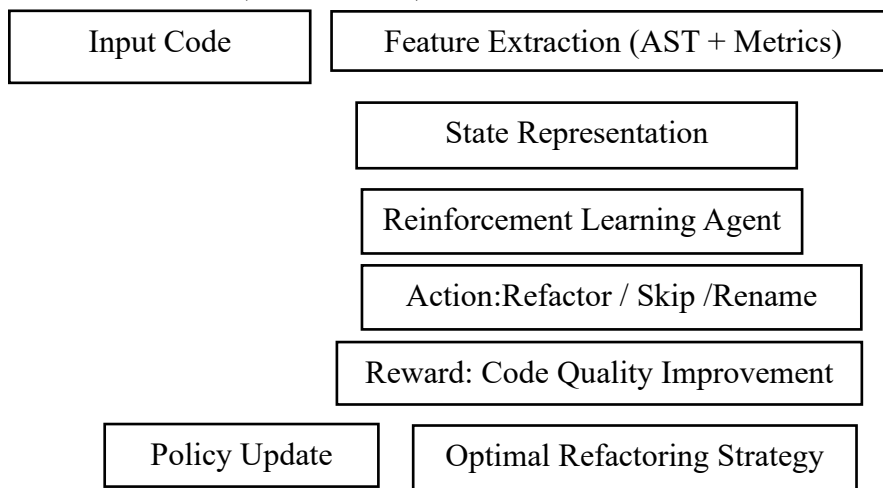 Input Code
Feature Extraction (AST + Metrics)
State Representation
Reinforcement Learning Agent
Action:Refactor / Skip /Rename
Reward: Code Quality Improvement
Policy Update
Optimal Refactoring Strategy